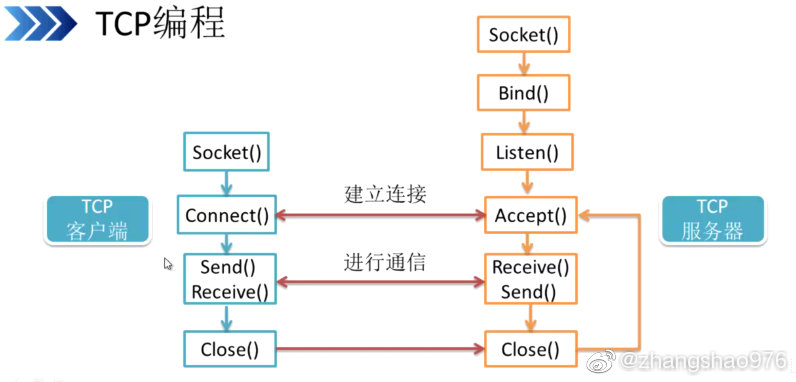 TCP编程
Socket()
Bind()
Listen()
Socket()
TCP
客户端
Connect()
建立连接
Accept()
TCP
服务器
Send()
Receive()
进行通信
Receive()
Send()
Close()
Close()
@zhangshao976